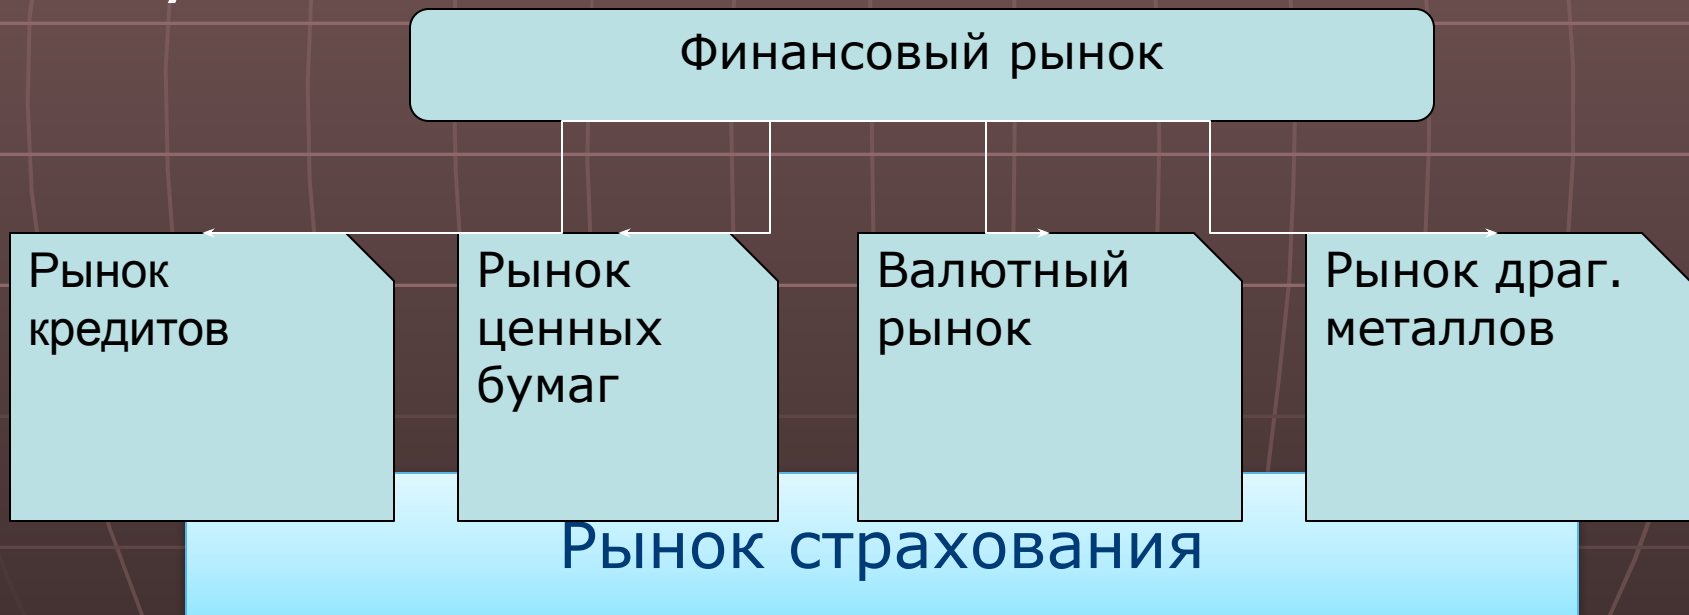 Финансовый рынок
Рынок
кредитов
Рынок
ценных
бумаг
Валютный
рынок
Рынок драг.
металлов
Рынок страхования